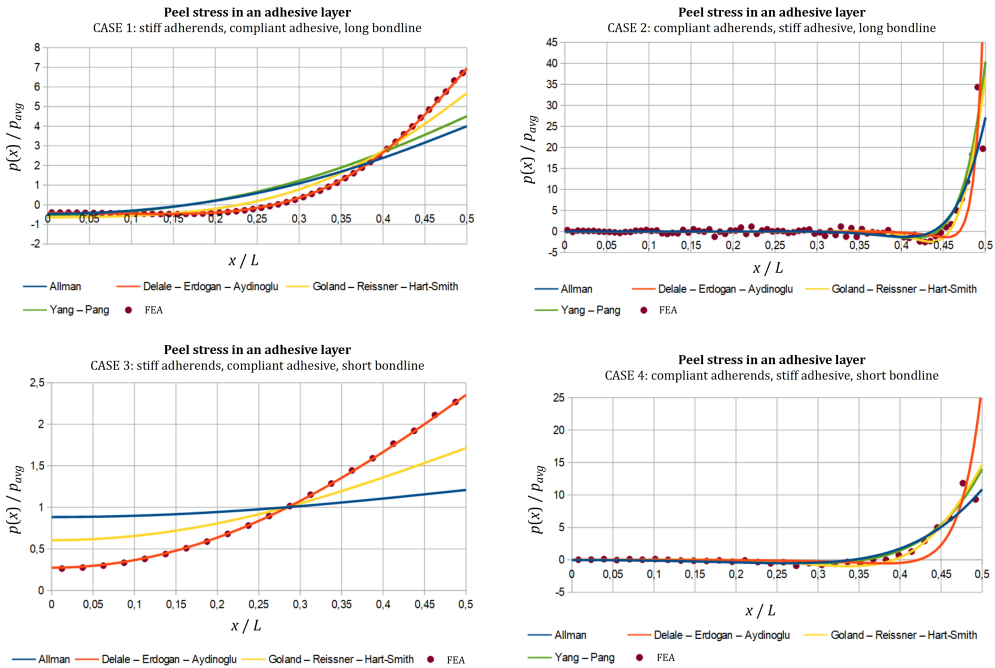 Peel stress in an adhesive layer
CASE 1: stiff adherends, compliant adhesive, long bondline
8
7
6
5
4
3
2
1
0
-1
-2
p(x) / pavg
0 0,05 0,1 0,15 0,2 0,25 0,3 0,35 0,4 0,45 0,5
x / L
Allman Delale – Erdogan – Aydinoglu Goland – Reissner – Hart-Smith
Yang – Pang FEA
Peel stress in an adhesive layer
CASE 2: compliant adherends, stiff adhesive, long bondline
45
40
35
30
25
20
15
10
5
0
-5
p(x) / pavg
0 0,05 0,1 0,15 0,2 0,25 0,3 0,35 0,4 0,45 0,5
x / L
Allman Delale – Erdogan – Aydinoglu Goland – Reissner – Hart-Smith
Yang – Pang FEA
Peel stress in an adhesive layer
CASE 3: stiff adherends, compliant adhesive, short bondline
2,5
2
1,5
1
0,5
0
p(x) / pavg
0 0,05 0,1 0,15 0,2 0,25 0,3 0,35 0,4 0,45 0,5
x / L
Allman Delale – Erdogan – Aydinoglu Goland – Reissner – Hart-Smith FEA
Peel stress in an adhesive layer
CASE 4: compliant adherends, stiff adhesive, short bondline
25
20
15
10
5
0
-5
p(x) / pavg
0 0,05 0,1 0,15 0,2 0,25 0,3 0,35 0,4 0,45 0,5
x / L
Allman Delale – Erdogan – Aydinoglu Goland – Reissner – Hart-Smith
Yang – Pang FEA